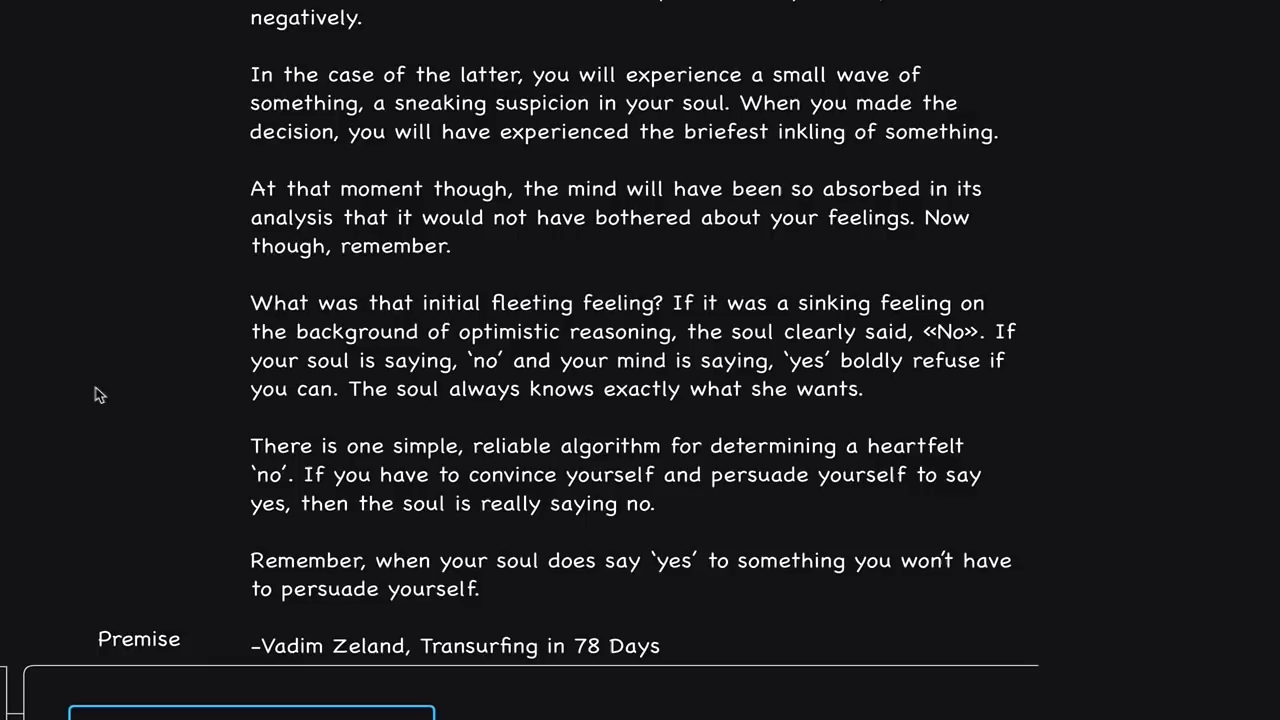 negatively.
In the case of the latter, you will experience a small wave of
something, a sneaking suspicion in your soul. When you made the
decision, you will have experienced the briefest inkling of something.
At that moment though, the mind will have been so absorbed in its
analysis that it would not have bothered about your feelings. Now
though, remember.
What was that initial fleeting feeling? If it was a sinking feeling on
the background of optimistic reasoning, the soul clearly said, «No». If
your soul is saying, ‘no’ and your mind is saying, ‘yes’ boldly refuse if
you can. The soul always knows exactly what she wants.
There is one simple, reliable algorithm for determining a heartfelt
‘no’. If you have to convince yourself and persuade yourself to say
yes, then the soul is really saying no.
Remember, when your soul does say ‘yes’ to something you won’t have
to persuade yourself.
Premise
–Vadim Zeland, Transurfing in 78 Days